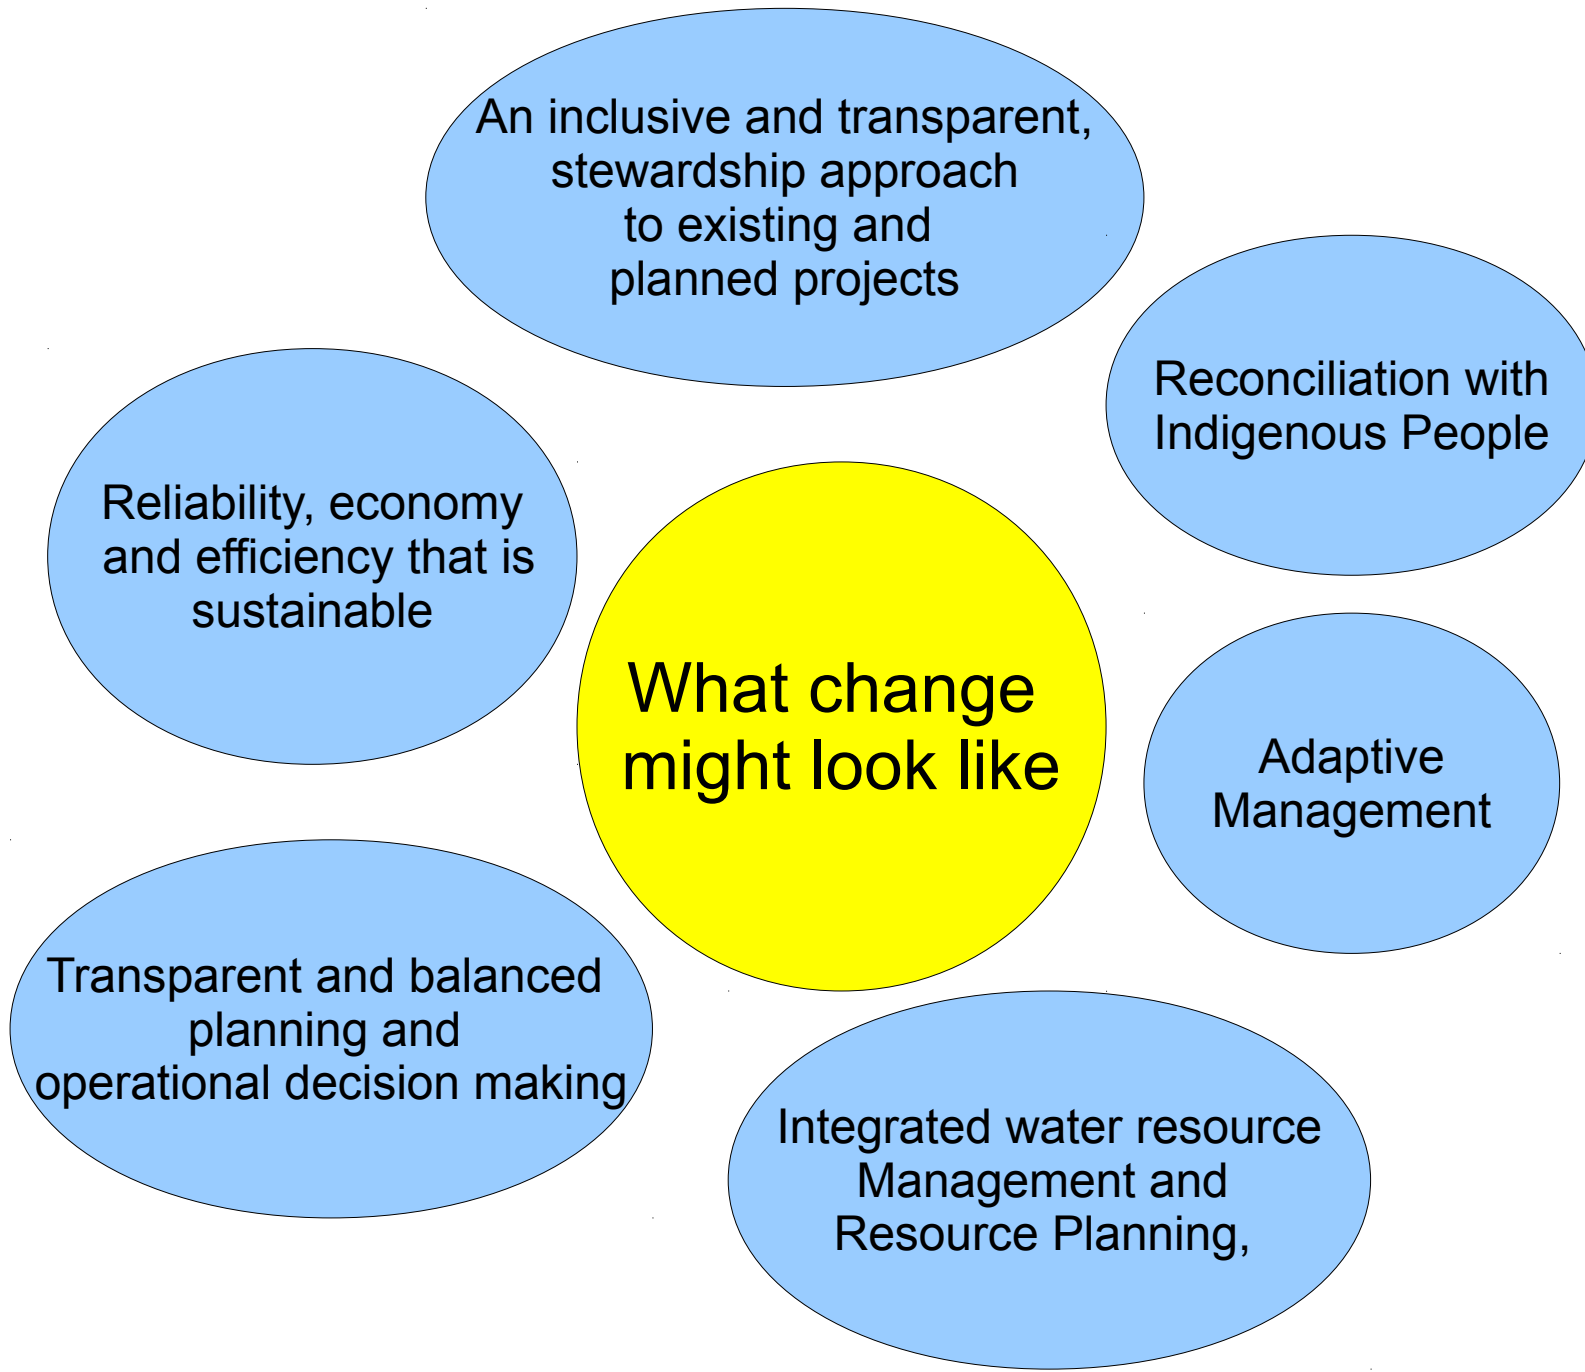 An inclusive and transparent,
stewardship approach
to existing and
planned projects
Reconciliation with
Indigenous People
Reliability, economy
and efficiency that is
sustainable
What change
might look like
Adaptive
Management
Transparent and balanced
planning and
operational decision making
Integrated water resource
Management and
Resource Planning,